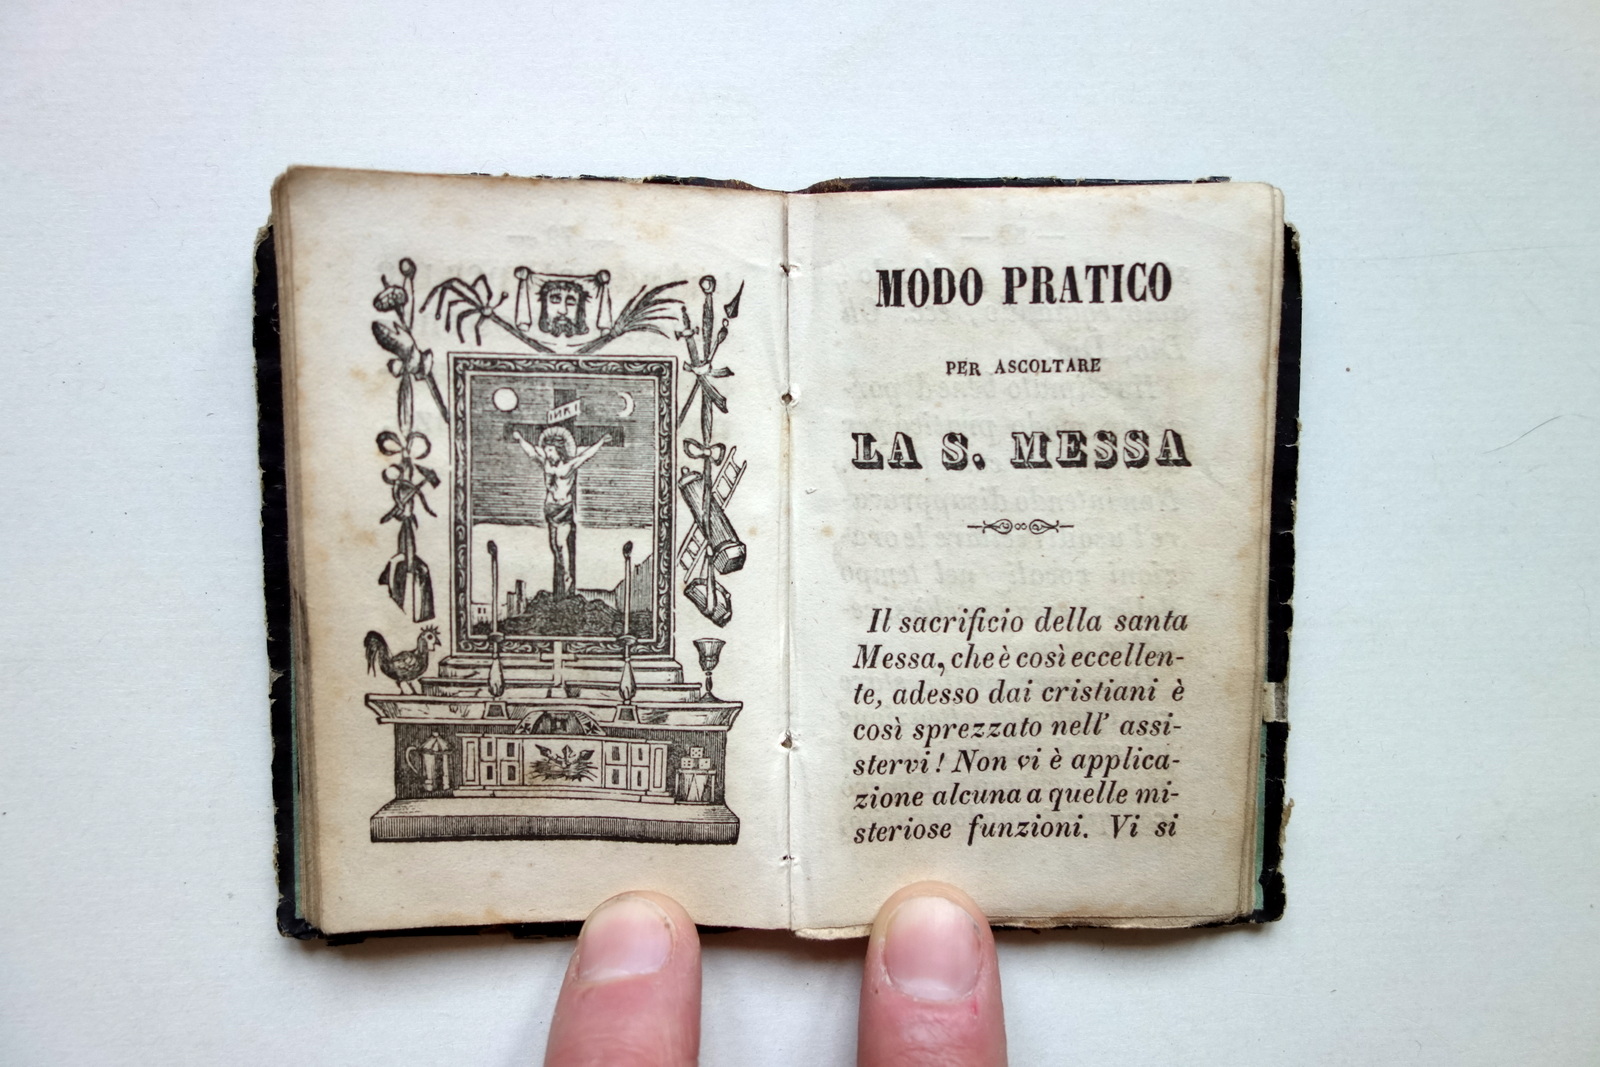 INRI
MODO PRATICO
PER ASCOLTARE
LA S. MESSA
Il sacrificio della santa
Messa, che è così eccellen-
te, adesso dai cristiani è
così sprezzato nell' assi-
stervi! Non vi è applica-
zione alcuna a quelle mi-
steriose funzioni. Vi si